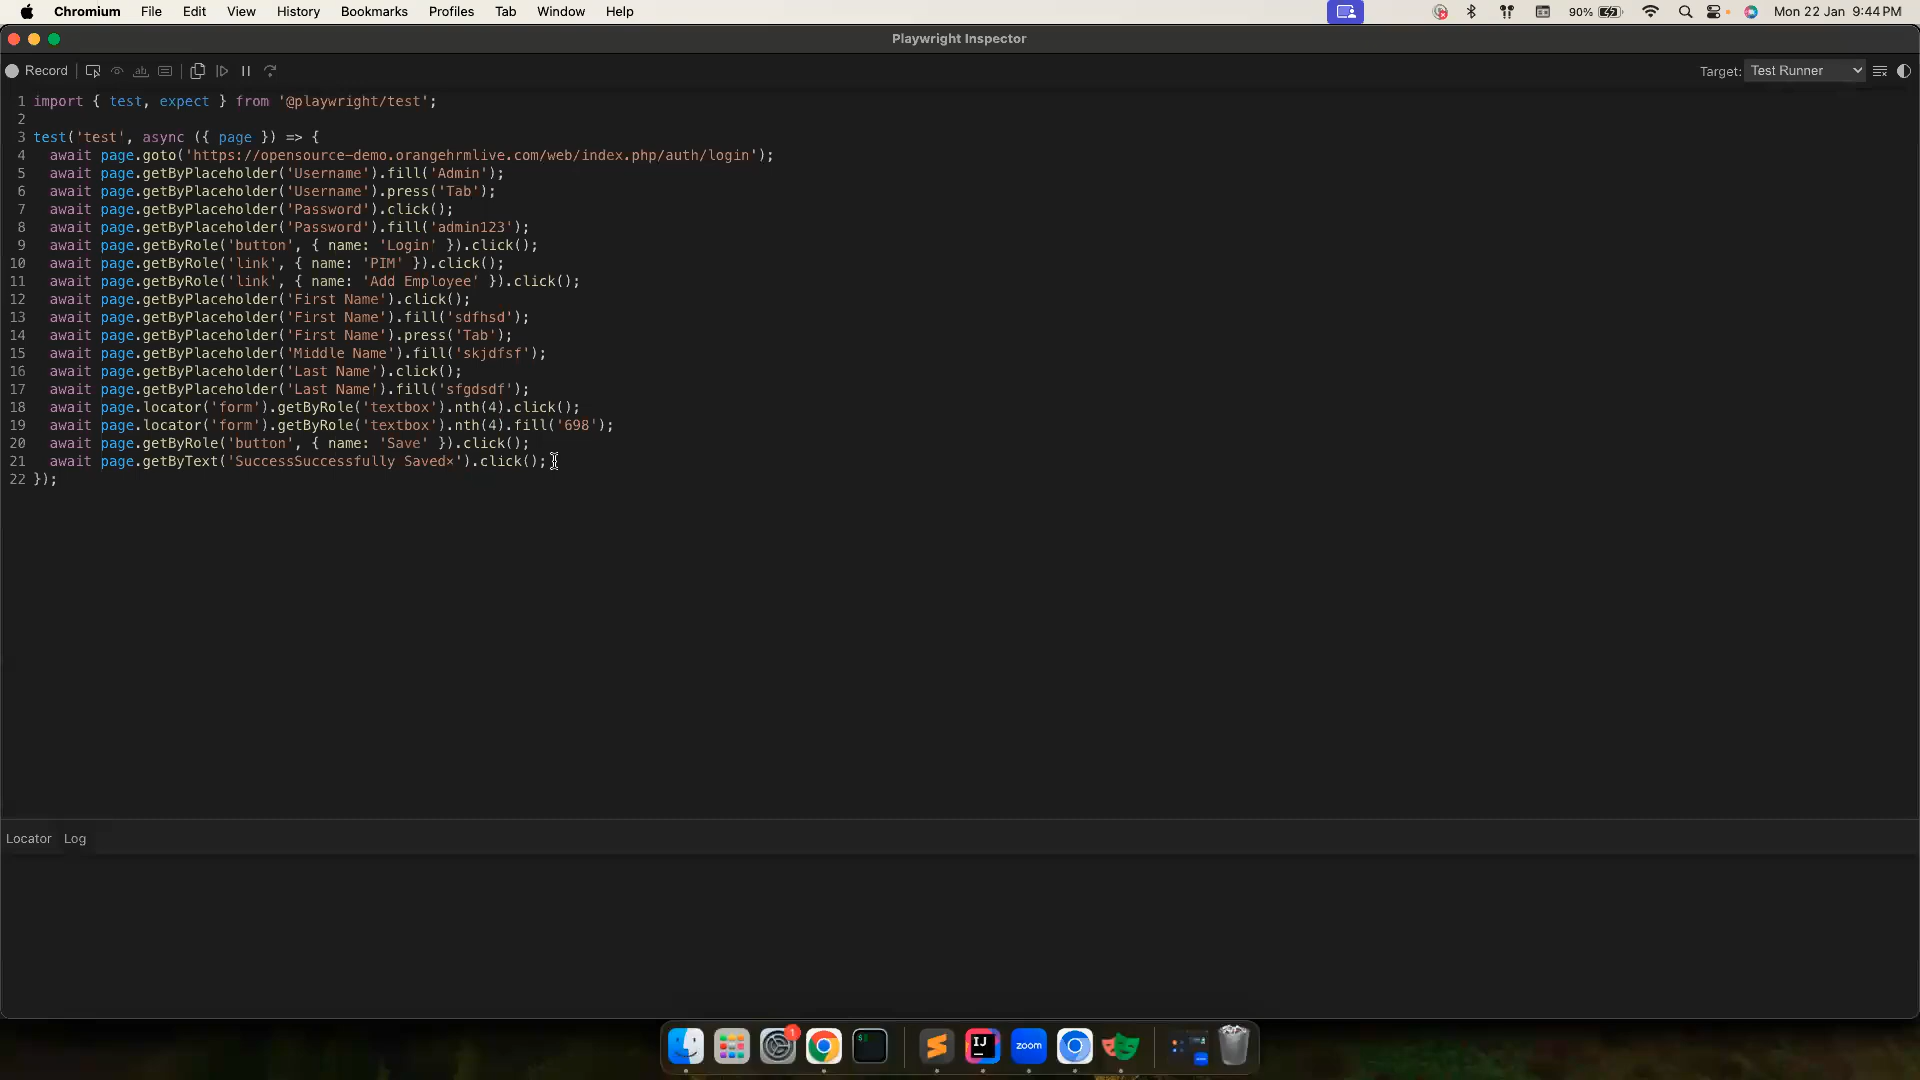 Chromium File Edit View History Bookmarks Profiles Tab Window Help 90% Mon 22 Jan 9:44 PM
Playwright Inspector
Record Target: Test Runner
1 import { test, expect } from '@playwright/test';
2
3 test('test', async ({ page }) => {
4 await page.goto('https://opensource-demo.orangehrmlive.com/web/index.php/auth/login');
5 await page.getByPlaceholder('Username').fill('Admin');
6 await page.getByPlaceholder('Username').press('Tab');
7 await page.getByPlaceholder('Password').click();
8 await page.getByPlaceholder('Password').fill('admin123');
9 await page.getByRole('button', { name: 'Login' }).click();
10 await page.getByRole('link', { name: 'PIM' }).click();
11 await page.getByRole('link', { name: 'Add Employee' }).click();
12 await page.getByPlaceholder('First Name').click();
13 await page.getByPlaceholder('First Name').fill('sdfhsd');
14 await page.getByPlaceholder('First Name').press('Tab');
15 await page.getByPlaceholder('Middle Name').fill('skjdfsf');
16 await page.getByPlaceholder('Last Name').click();
17 await page.getByPlaceholder('Last Name').fill('sfgdsdf');
18 await page.locator('form').getByRole('textbox').nth(4).click();
19 await page.locator('form').getByRole('textbox').nth(4).fill('698');
20 await page.getByRole('button', { name: 'Save' }).click();
21 await page.getByText('SuccessSuccessfully Saved×').click();
22 });
Locator Log
1 $ IJ zoom